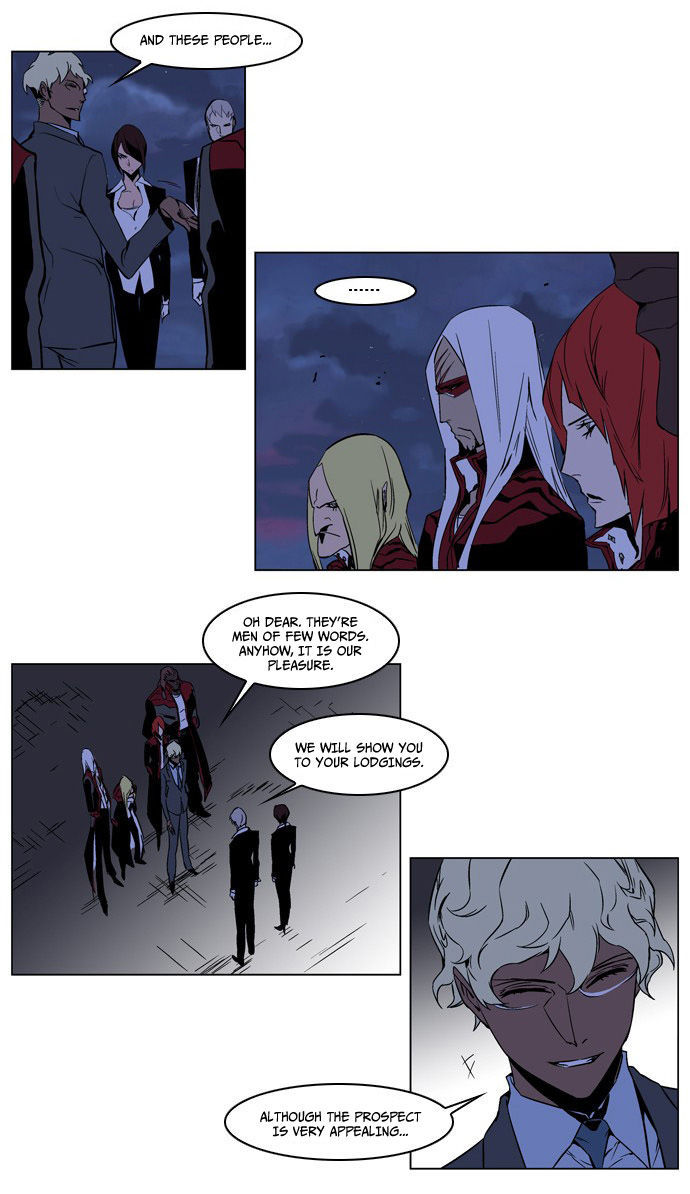 AND THESE PEOPLE...
------
OH DEAR. THEY'RE
MEN OF FEW WORDS.
ANYHOW, IT IS OUR
PLEASURE.
WE WILL SHOW YOU
TO YOUR LODGINGS.
ALTHOUGH THE PROSPECT
IS VERY APPEALING...